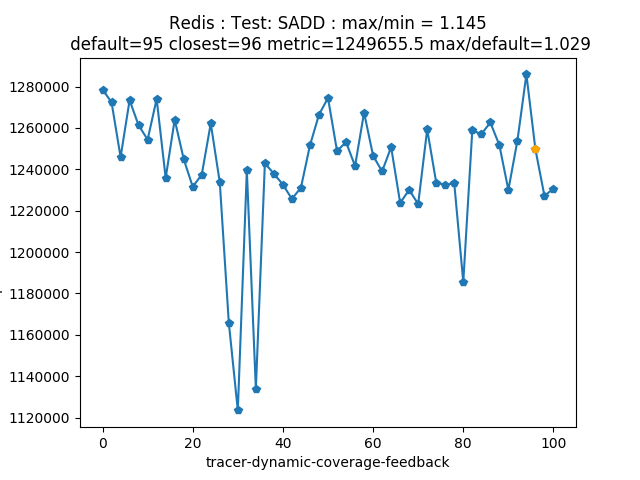 Redis : Test: SADD : max/min = 1.145
default=95 closest=96 metric=1249655.5 max/default=1.029
1280000
1260000
1240000
1220000
1200000
1180000
1160000
1140000
1120000
0 20 40 60 80 100
tracer-dynamic-coverage-feedback